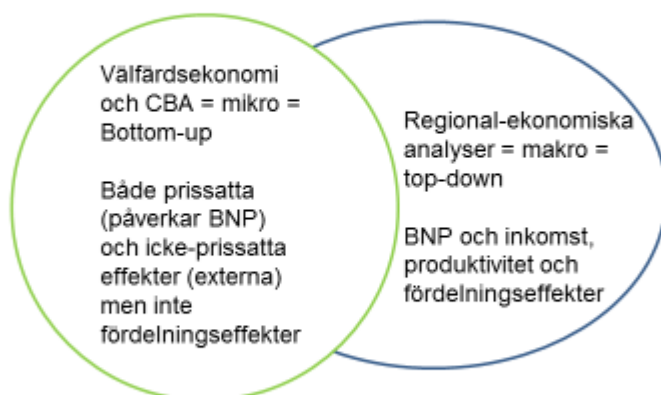 Välfärdsekonomi
och CBA = mikro =
Bottom-up
Både prissatta
(påverkar BNP)
och icke-prissatta
effekter (externa)
men inte
fördelningseffekter
Regional-ekonomiska
analyser = makro =
top-down
BNP och inkomst,
produktivitet och
fördelningseffekter